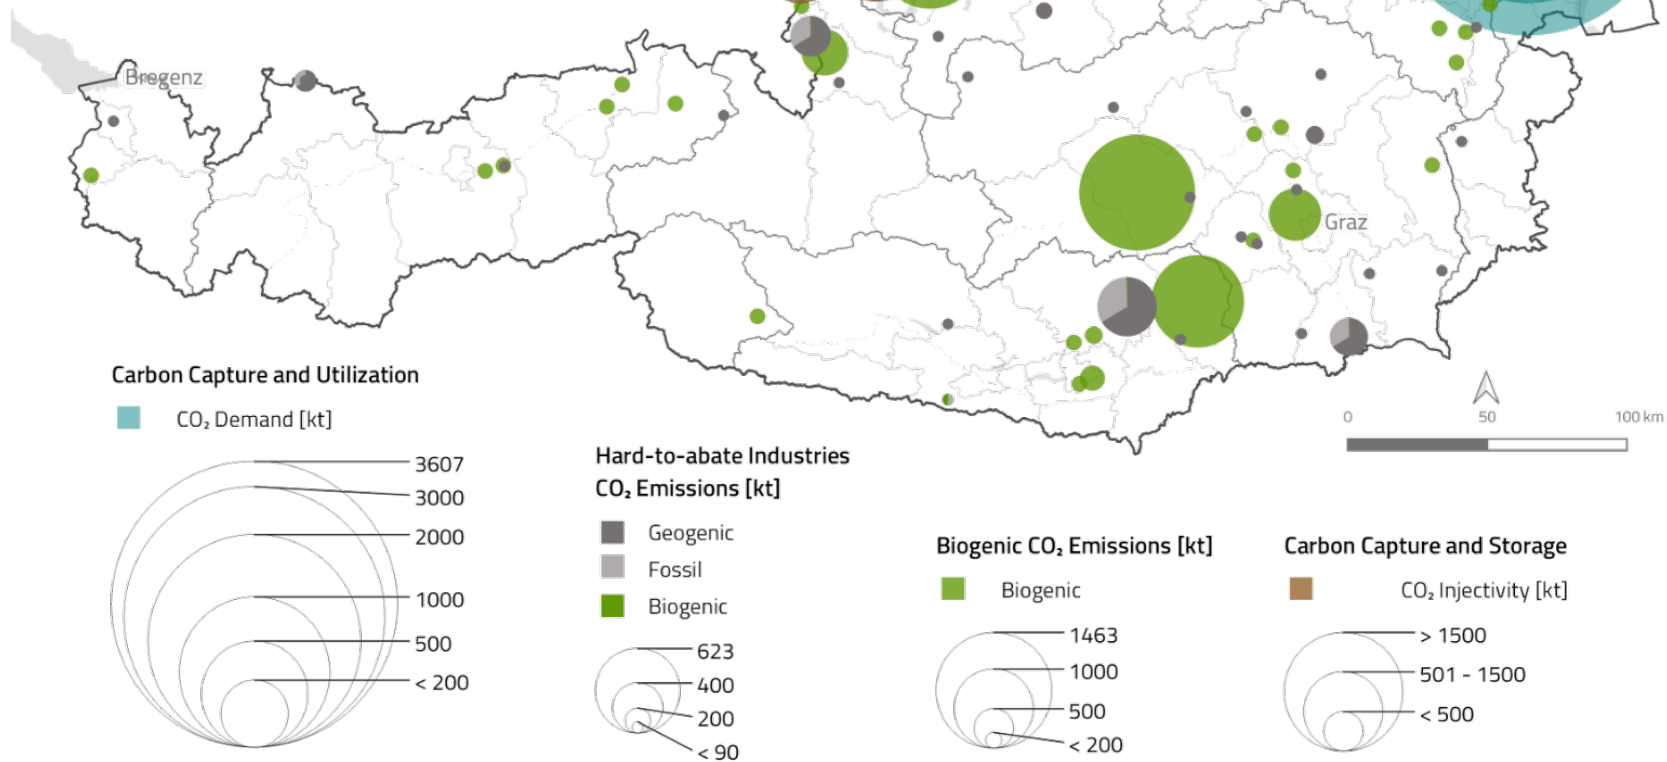 Bregenz
Graz
0 50 100 km
Carbon Capture and Utilization
CO₂ Demand [kt]
3607
3000
2000
1000
500
< 200
Hard-to-abate Industries
CO₂ Emissions [kt]
Geogenic
Fossil
Biogenic
623
400
200
< 90
Biogenic CO₂ Emissions [kt]
Biogenic
1463
1000
500
< 200
Carbon Capture and Storage
CO₂ Injectivity [kt]
> 1500
501 - 1500
< 500